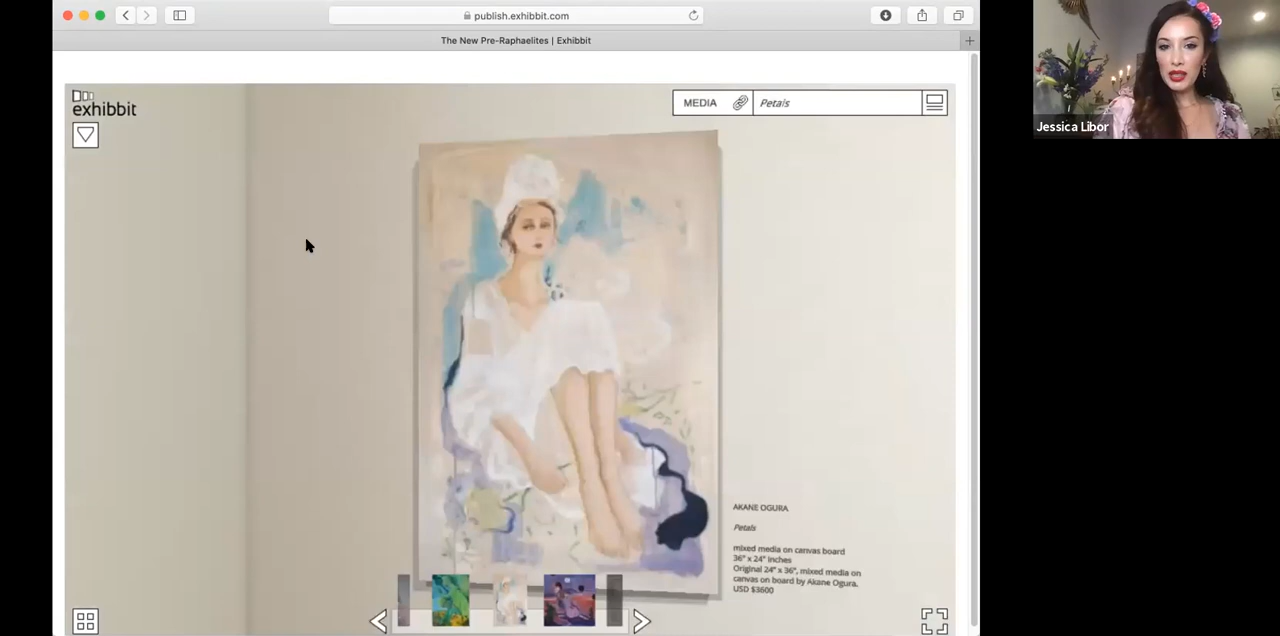 publish.exhibbit.com
The New Pre-Raphaelites | Exhibbit
exhibbit
MEDIA
Petals
Jessica Libor
AKANE OGURA
Petals
mixed media on canvas board
36" x 24" inches
Original 24" x 36", mixed media on
canvas on board by Akane Ogura.
USD $3600